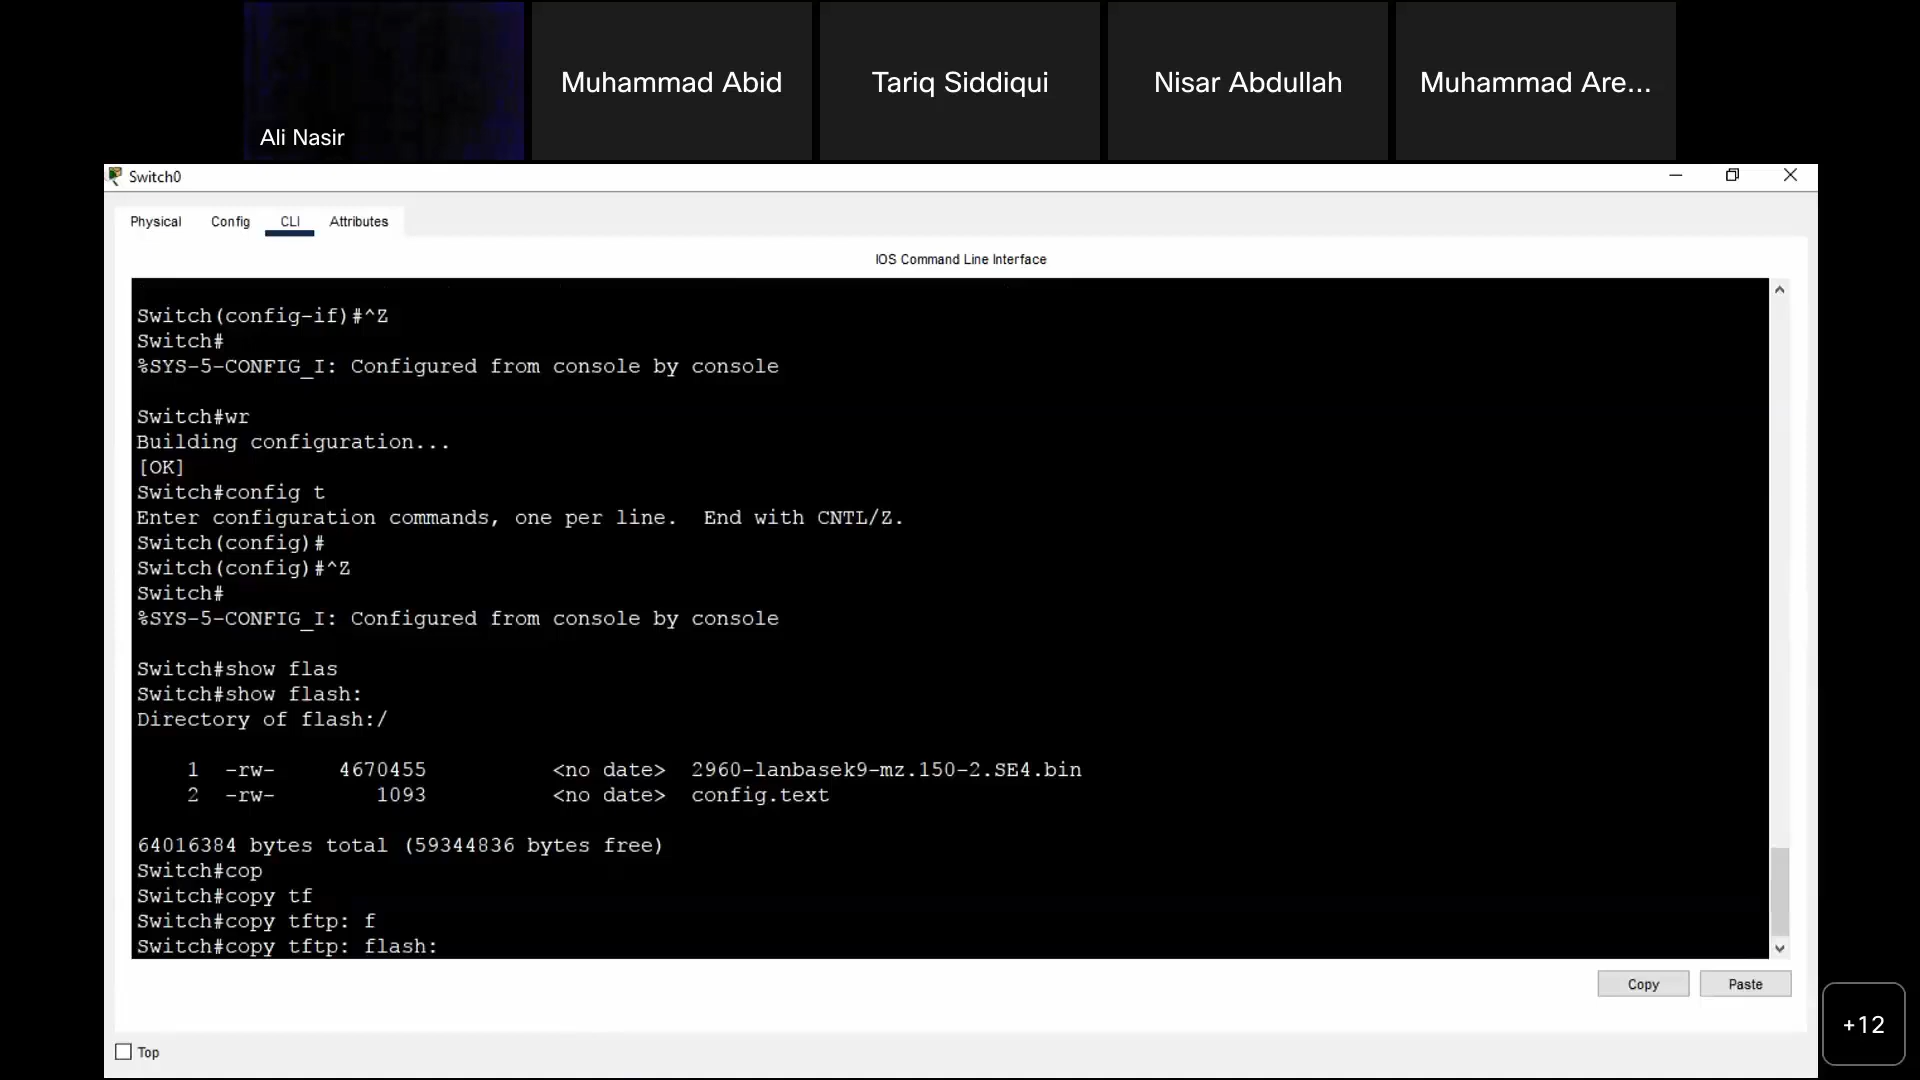 Muhammad Abid
Tariq Siddiqui
Nisar Abdullah
Muhammad Are...
Ali Nasir
Switch0
Physical
Config
CLI
Attributes
IOS Command Line Interface
Switch(config-if)#^Z
Switch#
%SYS-5-CONFIG_I: Configured from console by console
Switch#wr
Building configuration...
[OK]
Switch#config t
Enter configuration commands, one per line.  End with CNTL/Z.
Switch(config)#
Switch(config)#^Z
Switch#
%SYS-5-CONFIG_I: Configured from console by console
Switch#show flas
Switch#show flash:
Directory of flash:/
1  -rw-     4670455          <no date>  2960-lanbasek9-mz.150-2.SE4.bin
2  -rw-        1093          <no date>  config.text
64016384 bytes total (59344836 bytes free)
Switch#cop
Switch#copy tf
Switch#copy tftp: f
Switch#copy tftp: flash:
Copy
Paste
+12
Top